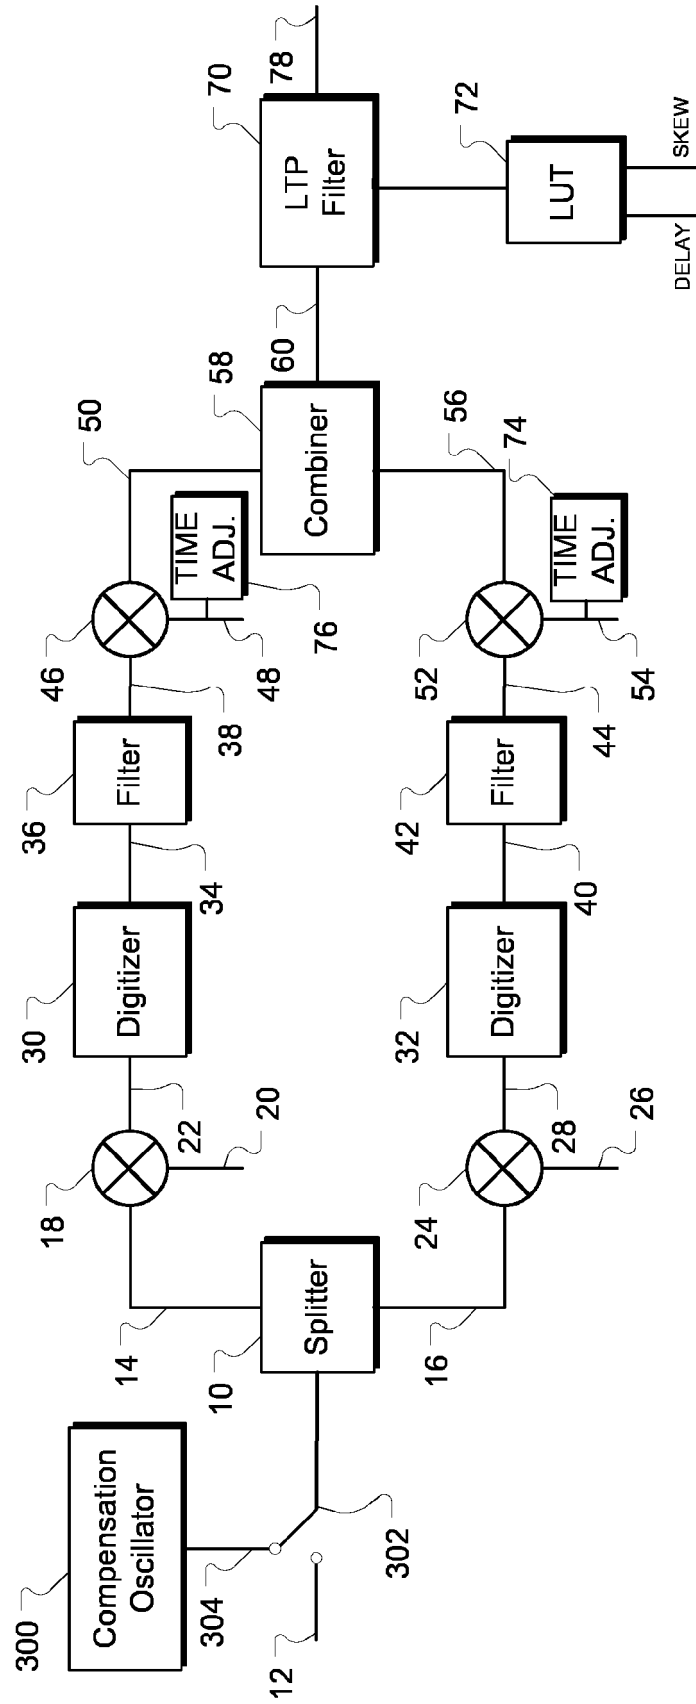 300
Compensation
Oscillator
304
12
302
10
Splitter
14
16
18
20
22
24
26
28
30
Digitizer
32
Digitizer
34
40
36
Filter
42
Filter
38
44
46
48
TIME
ADJ.
76
50
52
54
TIME
ADJ.
74
56
58
Combiner
60
70
LTP
Filter
78
72
LUT
DELAY
SKEW